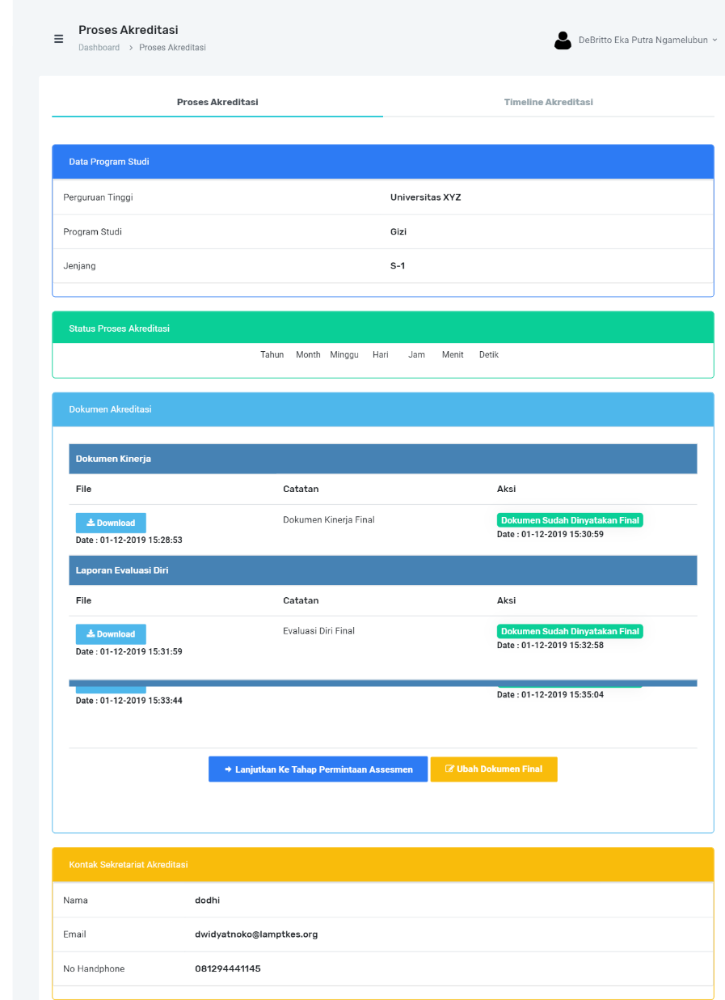 Proses Akreditasi
Dashboard > Proses Akreditasi
DeBritto Eka Putra Ngamelubun
Proses Akreditasi Timeline Akreditasi
Data Program Studi
Perguruan Tinggi Universitas XYZ
Program Studi Gizi
Jenjang S-1
Status Proses Akreditasi
Tahun Month Minggu Hari Jam Menit Detik
Dokumen Akreditasi
Dokumen Kinerja
File Catatan Aksi
Download Dokumen Kinerja Final Dokumen Sudah Dinyatakan Final
Date : 01-12-2019 15:28:53 Date : 01-12-2019 15:30:59
Laporan Evaluasi Diri
File Catatan Aksi
Download Evaluasi Diri Final Dokumen Sudah Dinyatakan Final
Date : 01-12-2019 15:31:59 Date : 01-12-2019 15:32:58
Date : 01-12-2019 15:33:44 Date : 01-12-2019 15:35:04
Lanjutkan Ke Tahap Permintaan Assesmen Ubah Dokumen Final
Kontak Sekretariat Akreditasi
Nama dodhi
Email dwidyatnoko@lamptkes.org
No Handphone 081294441145